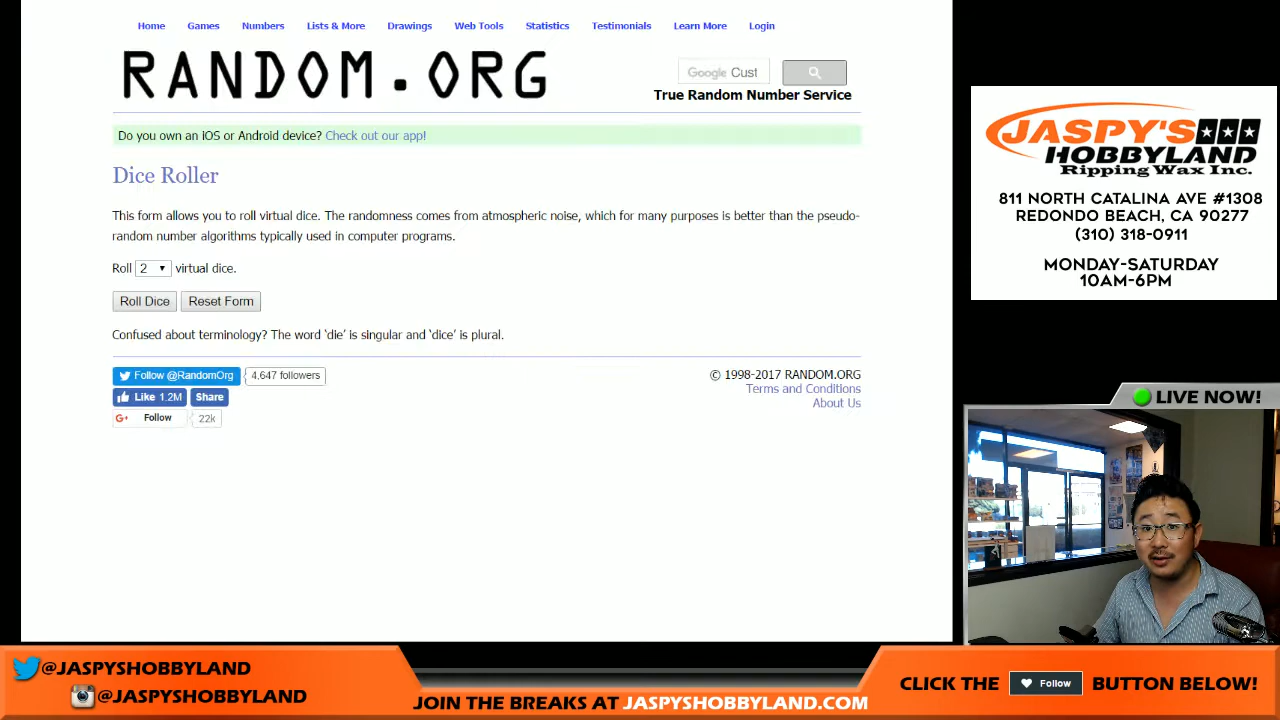 Home Games Numbers Lists & More Drawings Web Tools Statistics Testimonials Learn More Login
RANDOM.ORG
Google Cust
True Random Number Service
Do you own an iOS or Android device? Check out our app!
Dice Roller
This form allows you to roll virtual dice. The randomness comes from atmospheric noise, which for many purposes is better than the pseudo-
random number algorithms typically used in computer programs.
Roll 2 virtual dice.
Roll Dice Reset Form
Confused about terminology? The word ‘die’ is singular and ‘dice’ is plural.
Follow @RandomOrg 4,647 followers
Like 1.2M Share
G+ Follow 22k
© 1998-2017 RANDOM.ORG
Terms and Conditions
About Us
JASPY'S
HOBBYLAND
Ripping Wax Inc.
811 NORTH CATALINA AVE #1308
REDONDO BEACH, CA 90277
(310) 318-0911
MONDAY-SATURDAY
10AM-6PM
LIVE NOW!
@JASPYSHOBBYLAND
@JASPYSHOBBYLAND
JOIN THE BREAKS AT JASPYSHOBBYLAND.COM
CLICK THE Follow BUTTON BELOW!